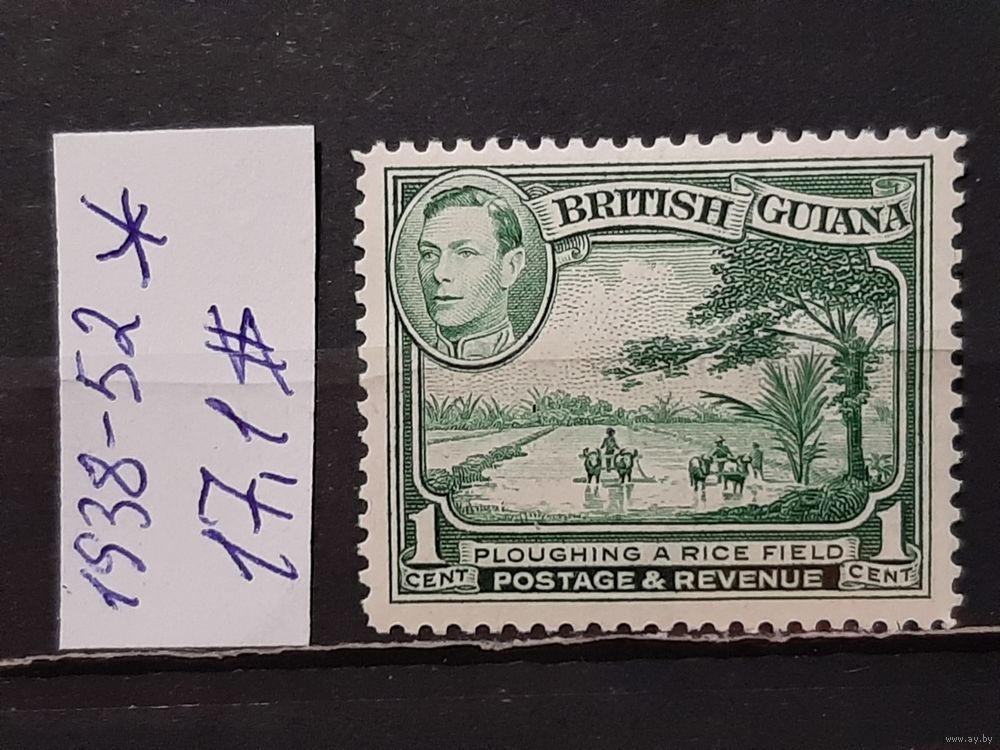 1938-52 *
17,1 #
BRITISH GUIANA
1 CENT
PLOUGHING A RICE FIELD
1 CENT
POSTAGE & REVENUE
www.ay.by